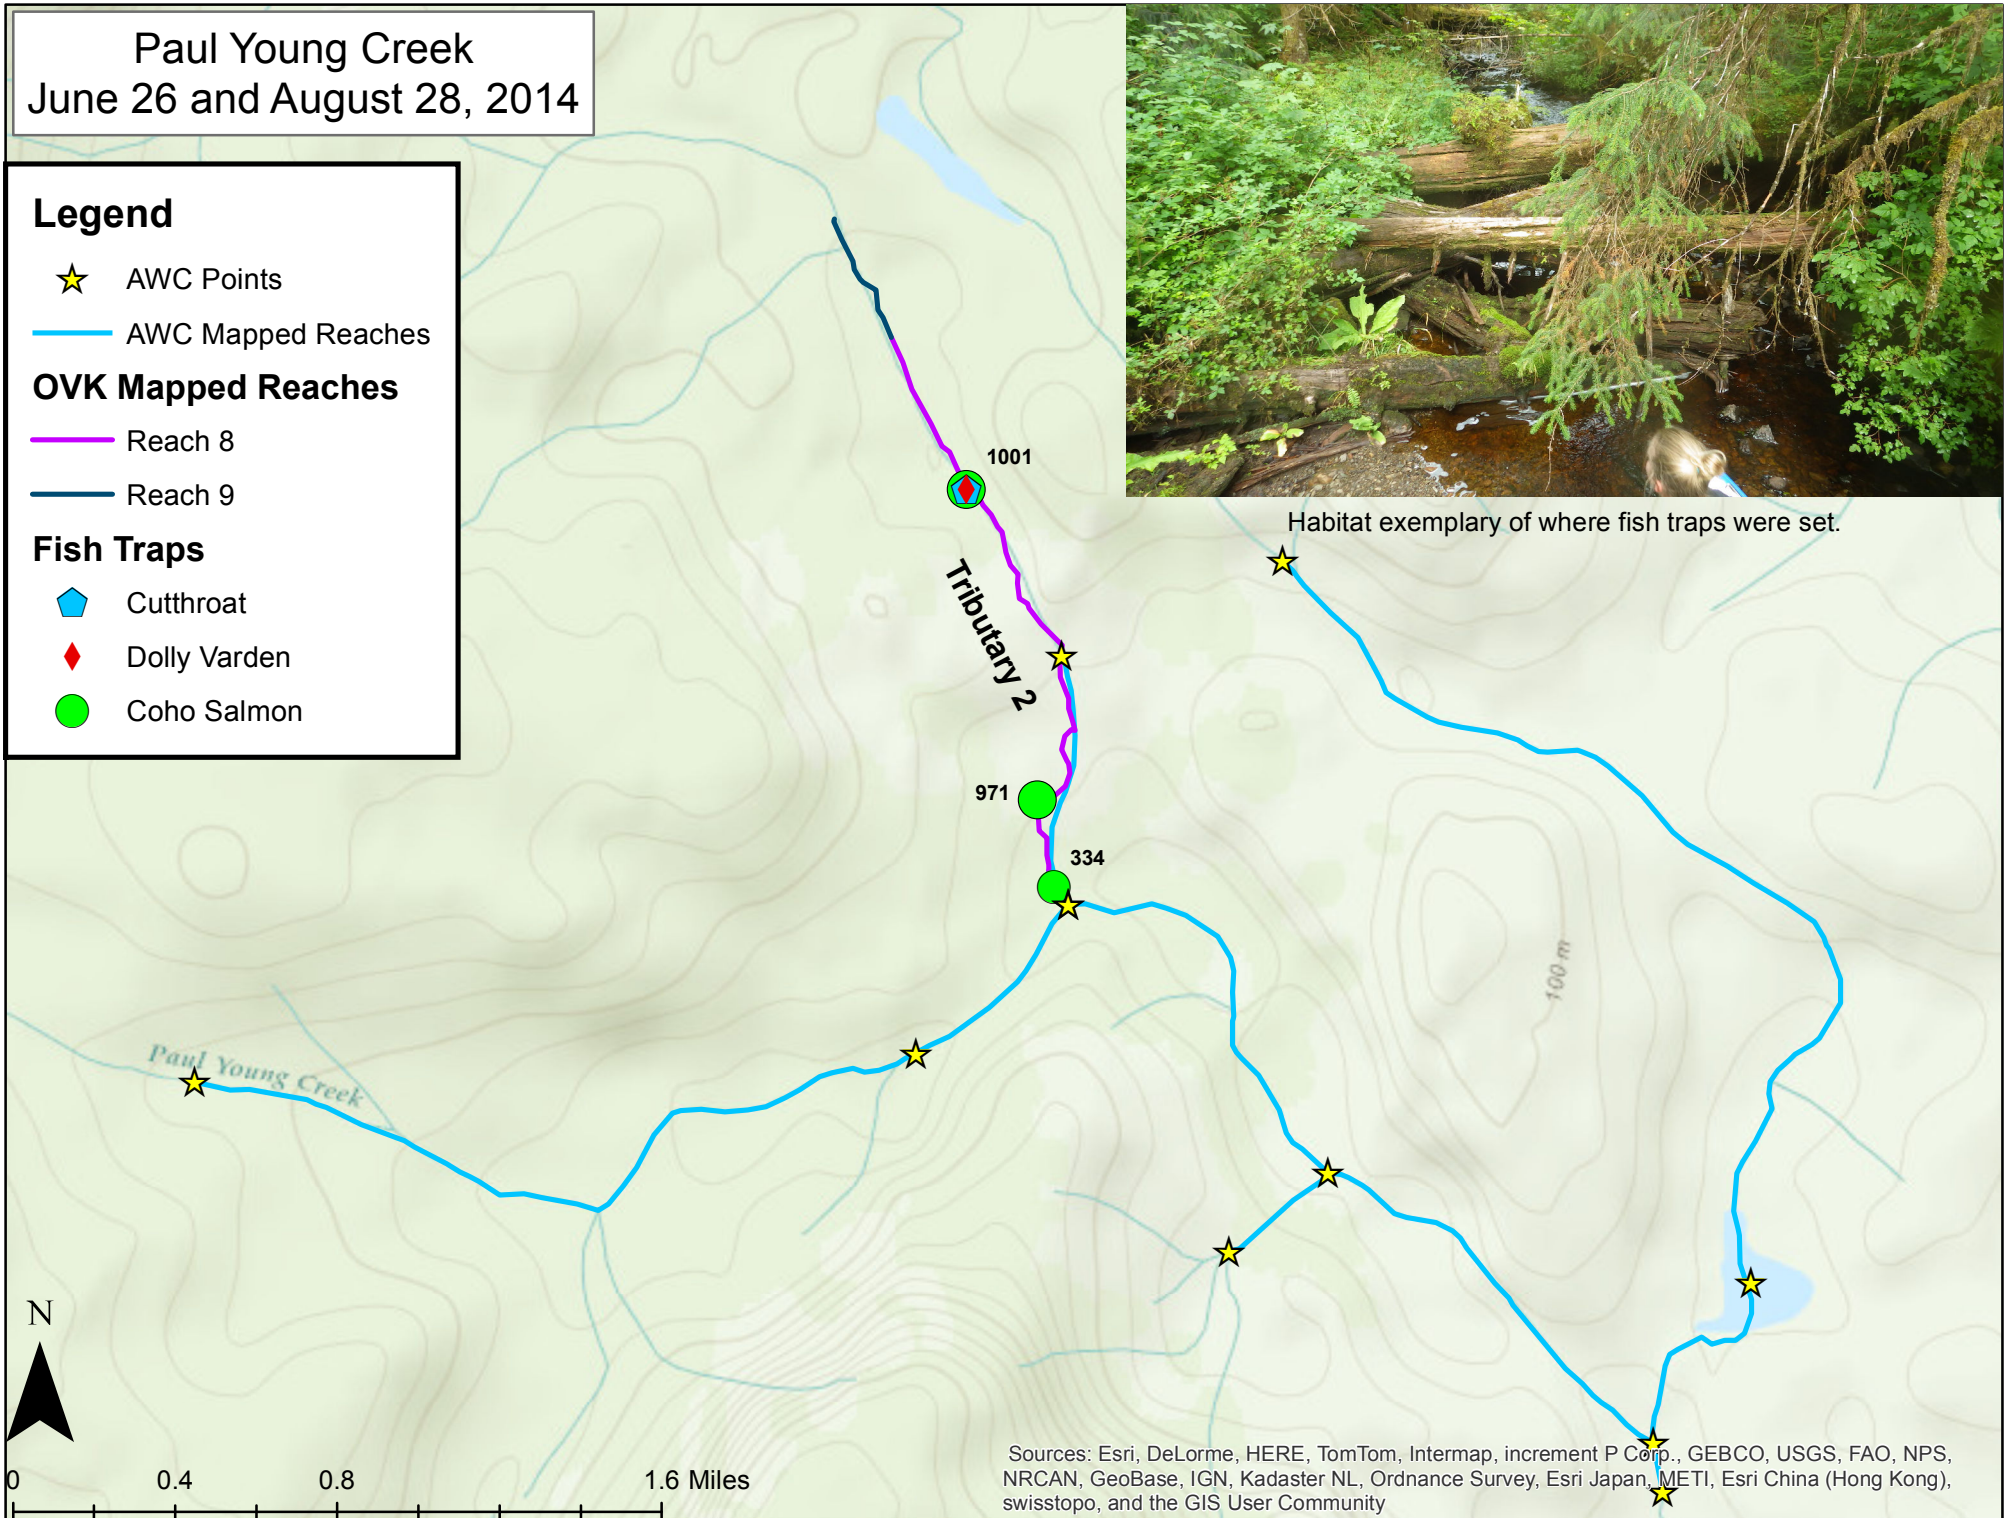 Paul Young Creek
June 26 and August 28, 2014
Legend
AWC Points
AWC Mapped Reaches
OVK Mapped Reaches
Reach 8
Reach 9
Fish Traps
Cutthroat
Dolly Varden
Coho Salmon
Habitat exemplary of where fish traps were set.
1001
Tributary 2
971
334
100 m
Paul Young Creek
N
0 0.4 0.8 1.6 Miles
Sources: Esri, DeLorme, HERE, TomTom, Intermap, increment P Corp., GEBCO, USGS, FAO, NPS,
NRCAN, GeoBase, IGN, Kadaster NL, Ordnance Survey, Esri Japan, METI, Esri China (Hong Kong),
swisstopo, and the GIS User Community